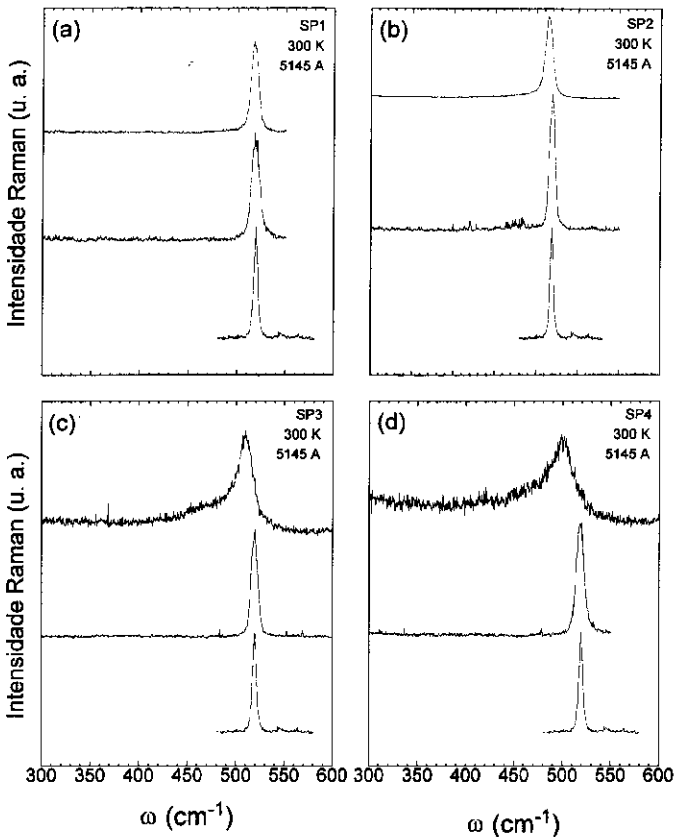 (a)
SP1
300 K
5145 A
(b)
SP2
300 K
5145 A
Intensidade Raman (u. a.)
(c)
SP3
300 K
5145 A
(d)
SP4
300 K
5145 A
Intensidade Raman (u. a.)
300 350 400 450 500 550 600
300 350 400 450 500 550 600
ω (cm⁻¹)
ω (cm⁻¹)